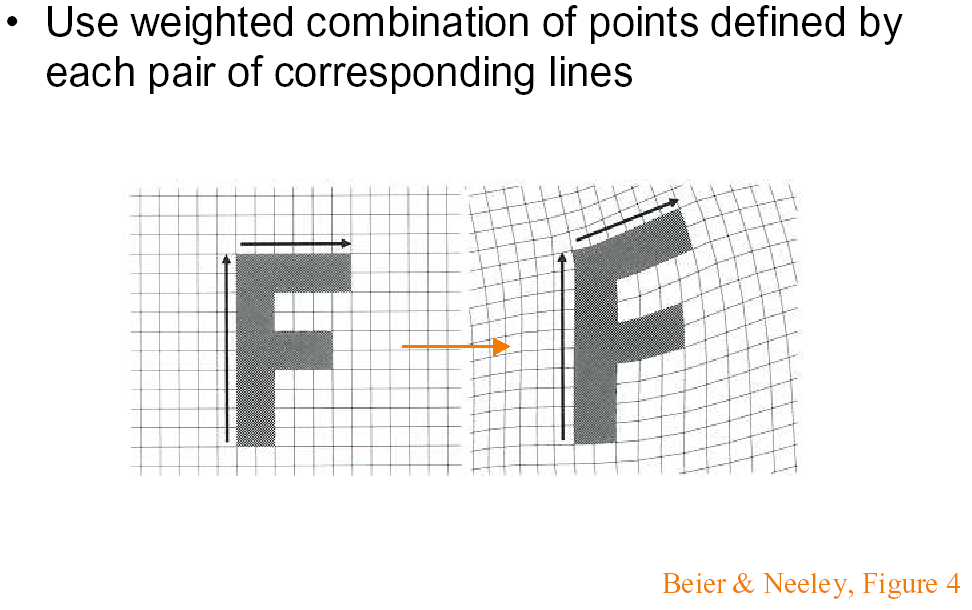 • Use weighted combination of points defined by
each pair of corresponding lines
Beier & Neeley, Figure 4